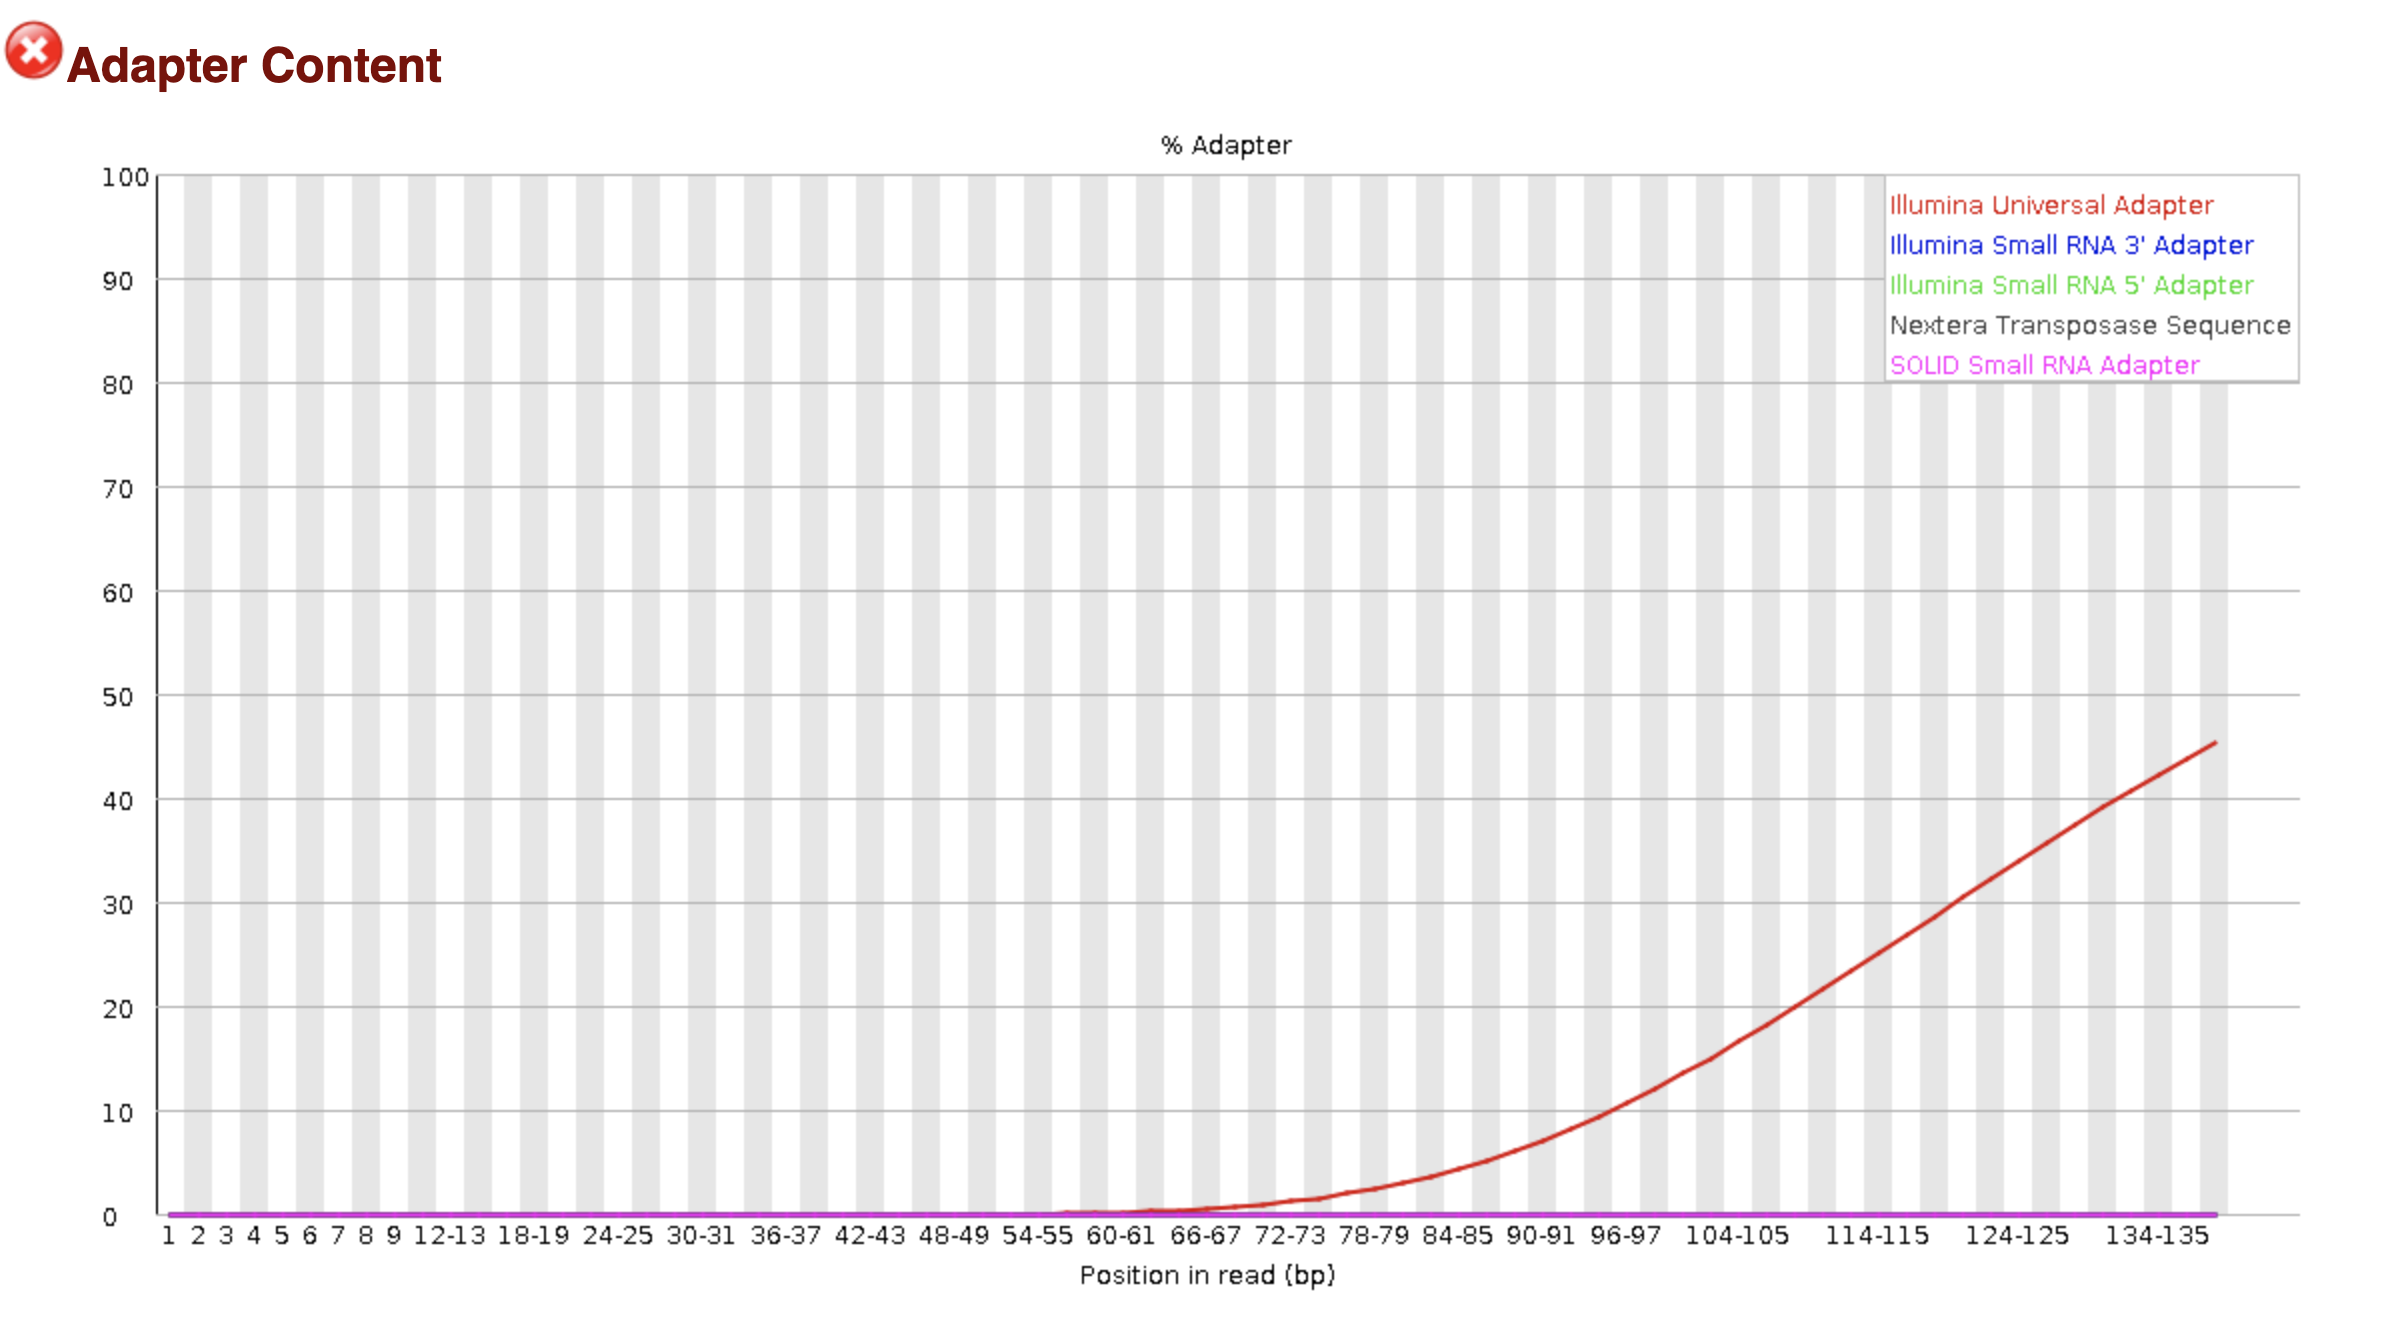 Adapter Content
% Adapter
100
90
80
70
60
50
40
30
20
10
0
Illumina Universal Adapter
Illumina Small RNA 3' Adapter
Illumina Small RNA 5' Adapter
Nextera Transposase Sequence
SOLID Small RNA Adapter
1 2 3 4 5 6 7 8 9 12-13 18-19 24-25 30-31 36-37 42-43 48-49 54-55 60-61 66-67 72-73 78-79 84-85 90-91 96-97 104-105 114-115 124-125 134-135
Position in read (bp)